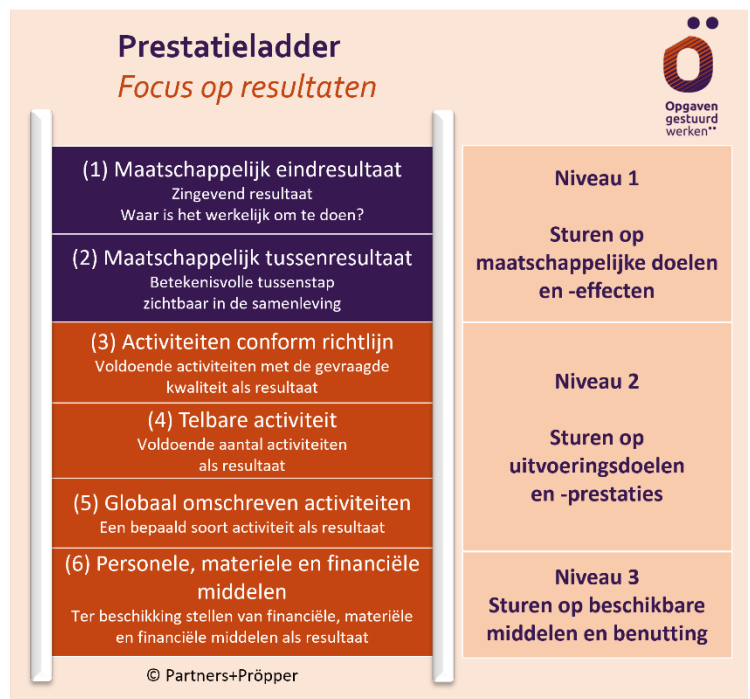 Prestatieladder
Focus op resultaten
Ö
Opgaven
gestuurd
werken¨
(1) Maatschappelijk eindresultaat
Zingevend resultaat
Waar is het werkelijk om te doen?
(2) Maatschappelijk tussenresultaat
Betekenisvolle tussenstap
zichtbaar in de samenleving
(3) Activiteiten conform richtlijn
Voldoende activiteiten met de gevraagde
kwaliteit als resultaat
(4) Telbare activiteit
Voldoende aantal activiteiten
als resultaat
(5) Globaal omschreven activiteiten
Een bepaald soort activiteit als resultaat
(6) Personele, materiele en financiële
middelen
Ter beschikking stellen van financiële, materiële
en financiële middelen als resultaat
© Partners+Pröpper
Niveau 1
Sturen op
maatschappelijke doelen
en -effecten
Niveau 2
Sturen op
uitvoeringsdoelen
en -prestaties
Niveau 3
Sturen op beschikbare
middelen en benutting